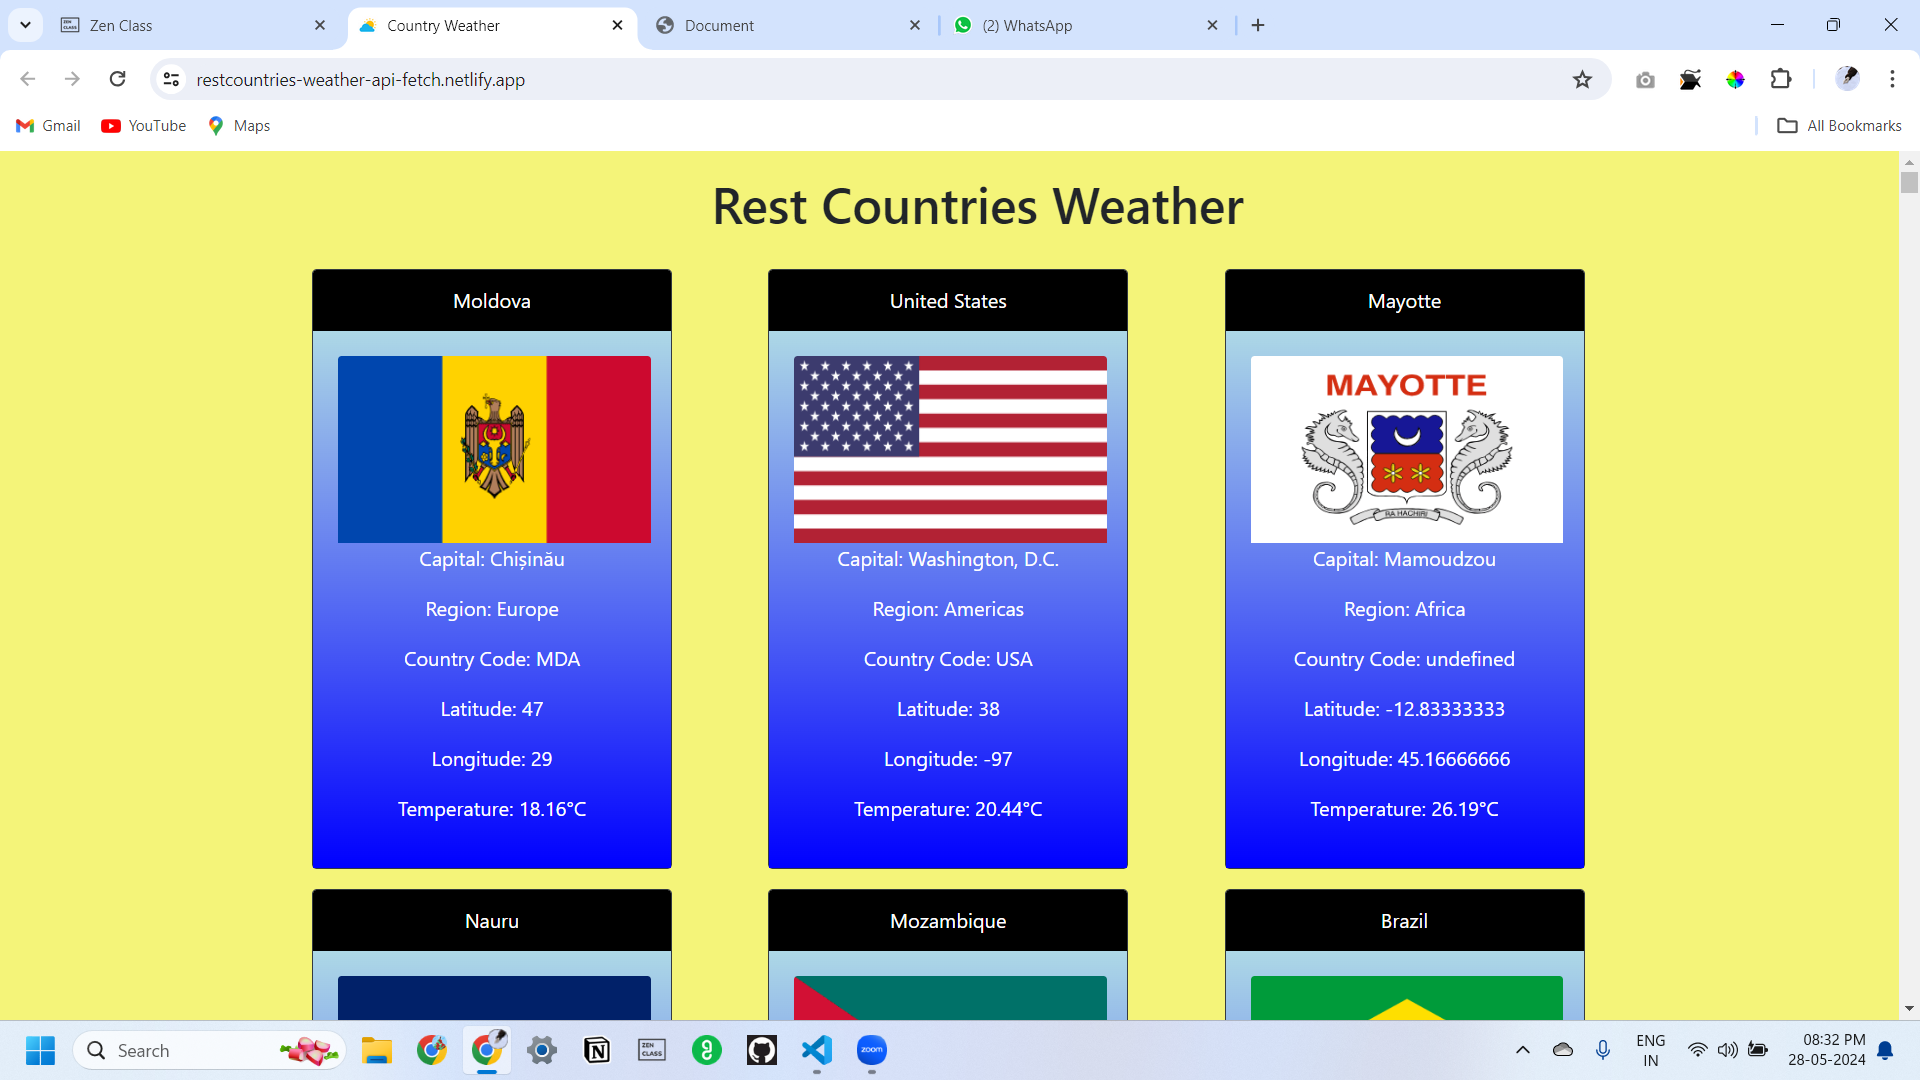 Zen Class
Country Weather
Document
(2) WhatsApp
restcountries-weather-api-fetch.netlify.app
Gmail
YouTube
Maps
All Bookmarks
Rest Countries Weather
Moldova
Capital: Chișinău
Region: Europe
Country Code: MDA
Latitude: 47
Longitude: 29
Temperature: 18.16°C
United States
Capital: Washington, D.C.
Region: Americas
Country Code: USA
Latitude: 38
Longitude: -97
Temperature: 20.44°C
Mayotte
MAYOTTE
RA HACHIRI
Capital: Mamoudzou
Region: Africa
Country Code: undefined
Latitude: -12.83333333
Longitude: 45.16666666
Temperature: 26.19°C
Nauru
Mozambique
Brazil
Search
ZEN
CLASS
zoom
ENG
IN
08:32 PM
28-05-2024